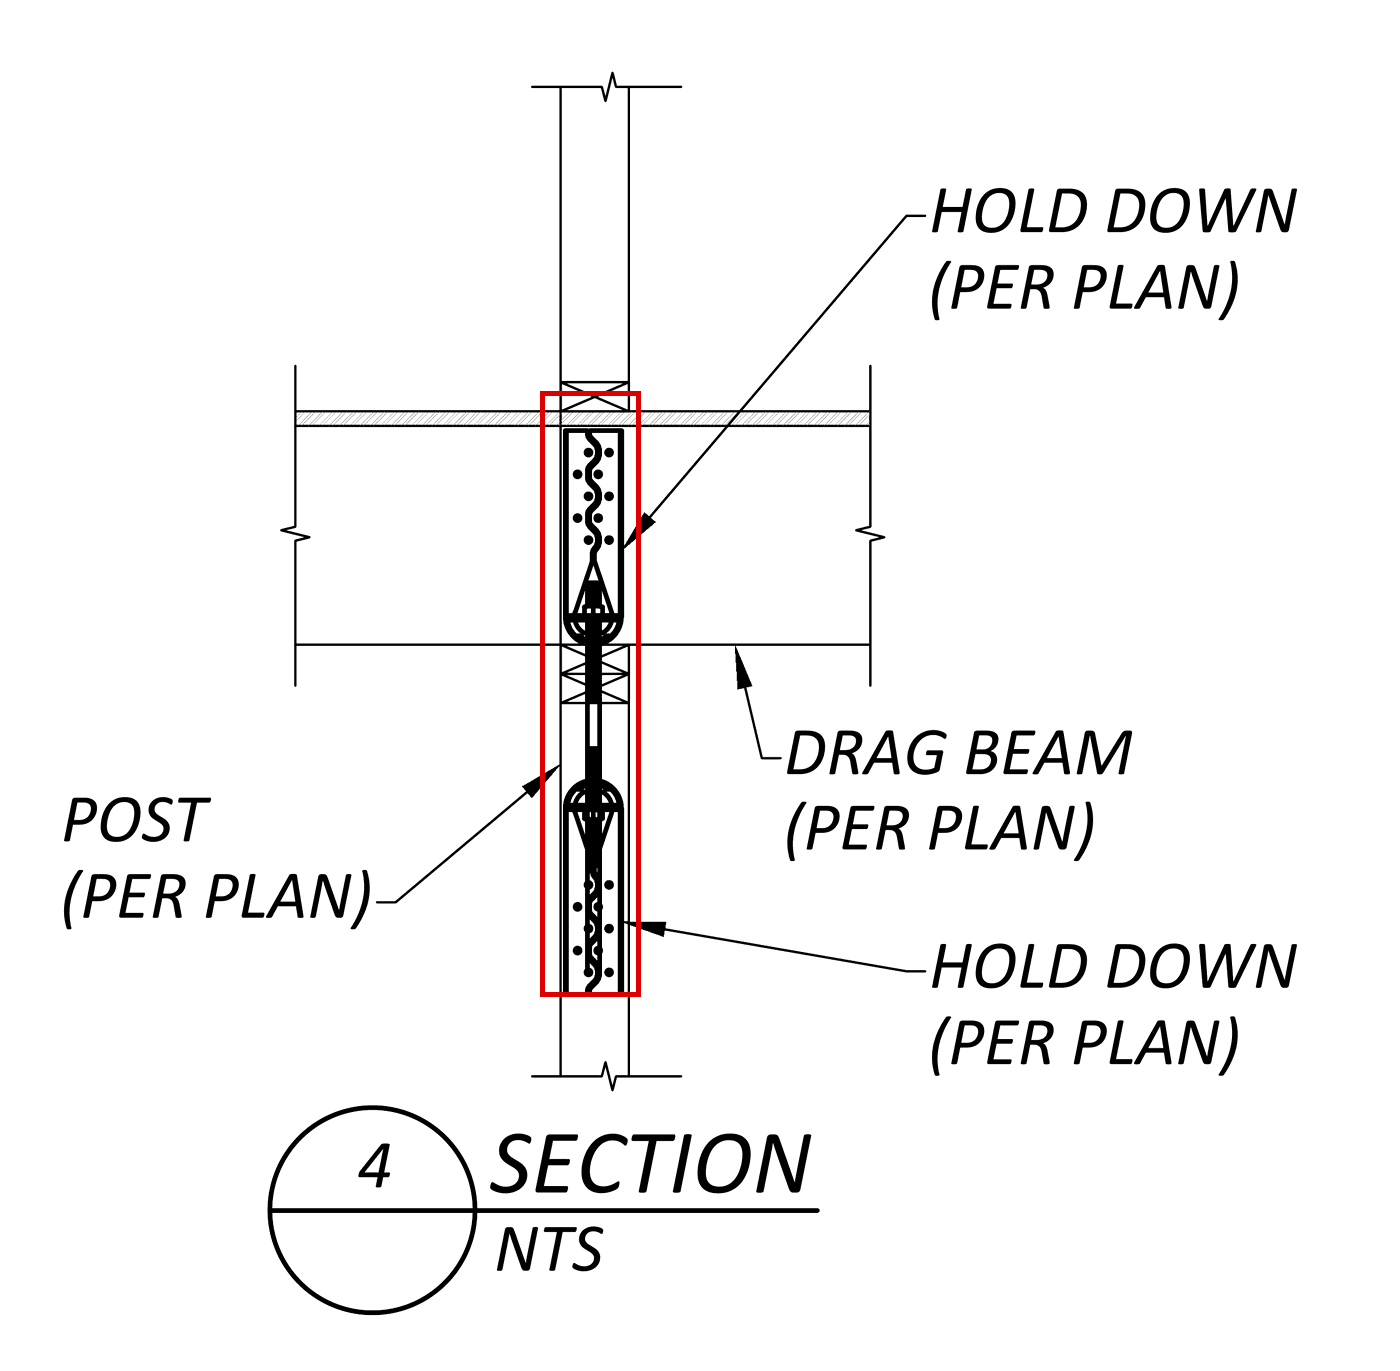 HOLD DOWN
(PER PLAN)
DRAG BEAM
(PER PLAN)
POST
(PER PLAN)
HOLD DOWN
(PER PLAN)
4
SECTION
NTS